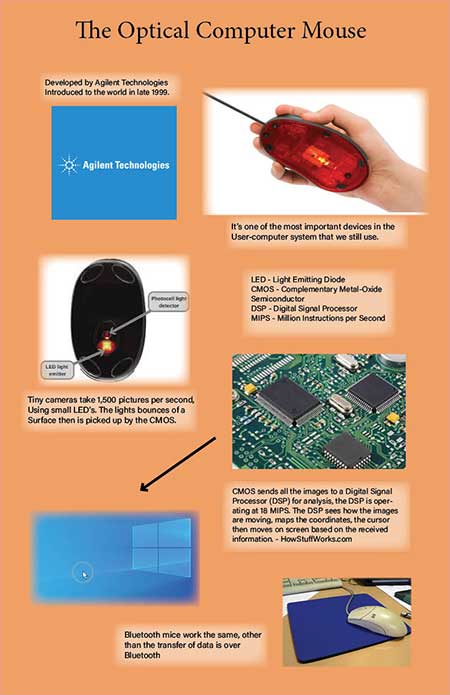 The Optical Computer Mouse
Developed by Agilent Technologies
Introduced to the world in late 1999.
Agilent Technologies
It's one of the most important devices in the
User-computer system that we still use.
Photocell light
detector
LED light
emitter
LED - Light Emitting Diode
CMOS - Complementary Metal-Oxide
Semiconductor
DSP - Digital Signal Processor
MIPS - Million Instructions per Second
Tiny cameras take 1,500 pictures per second,
Using small LED's. The lights bounces of a
Surface then is picked up by the CMOS.
CMOS sends all the images to a Digital Signal
Processor (DSP) for analysis, the DSP is oper-
ating at 18 MIPS. The DSP sees how the images
are moving, maps the coordinates, the cursor
then moves on screen based on the received
information. - HowStuffWorks.com
Bluetooth mice work the same, other
than the transfer of data is over
Bluetooth